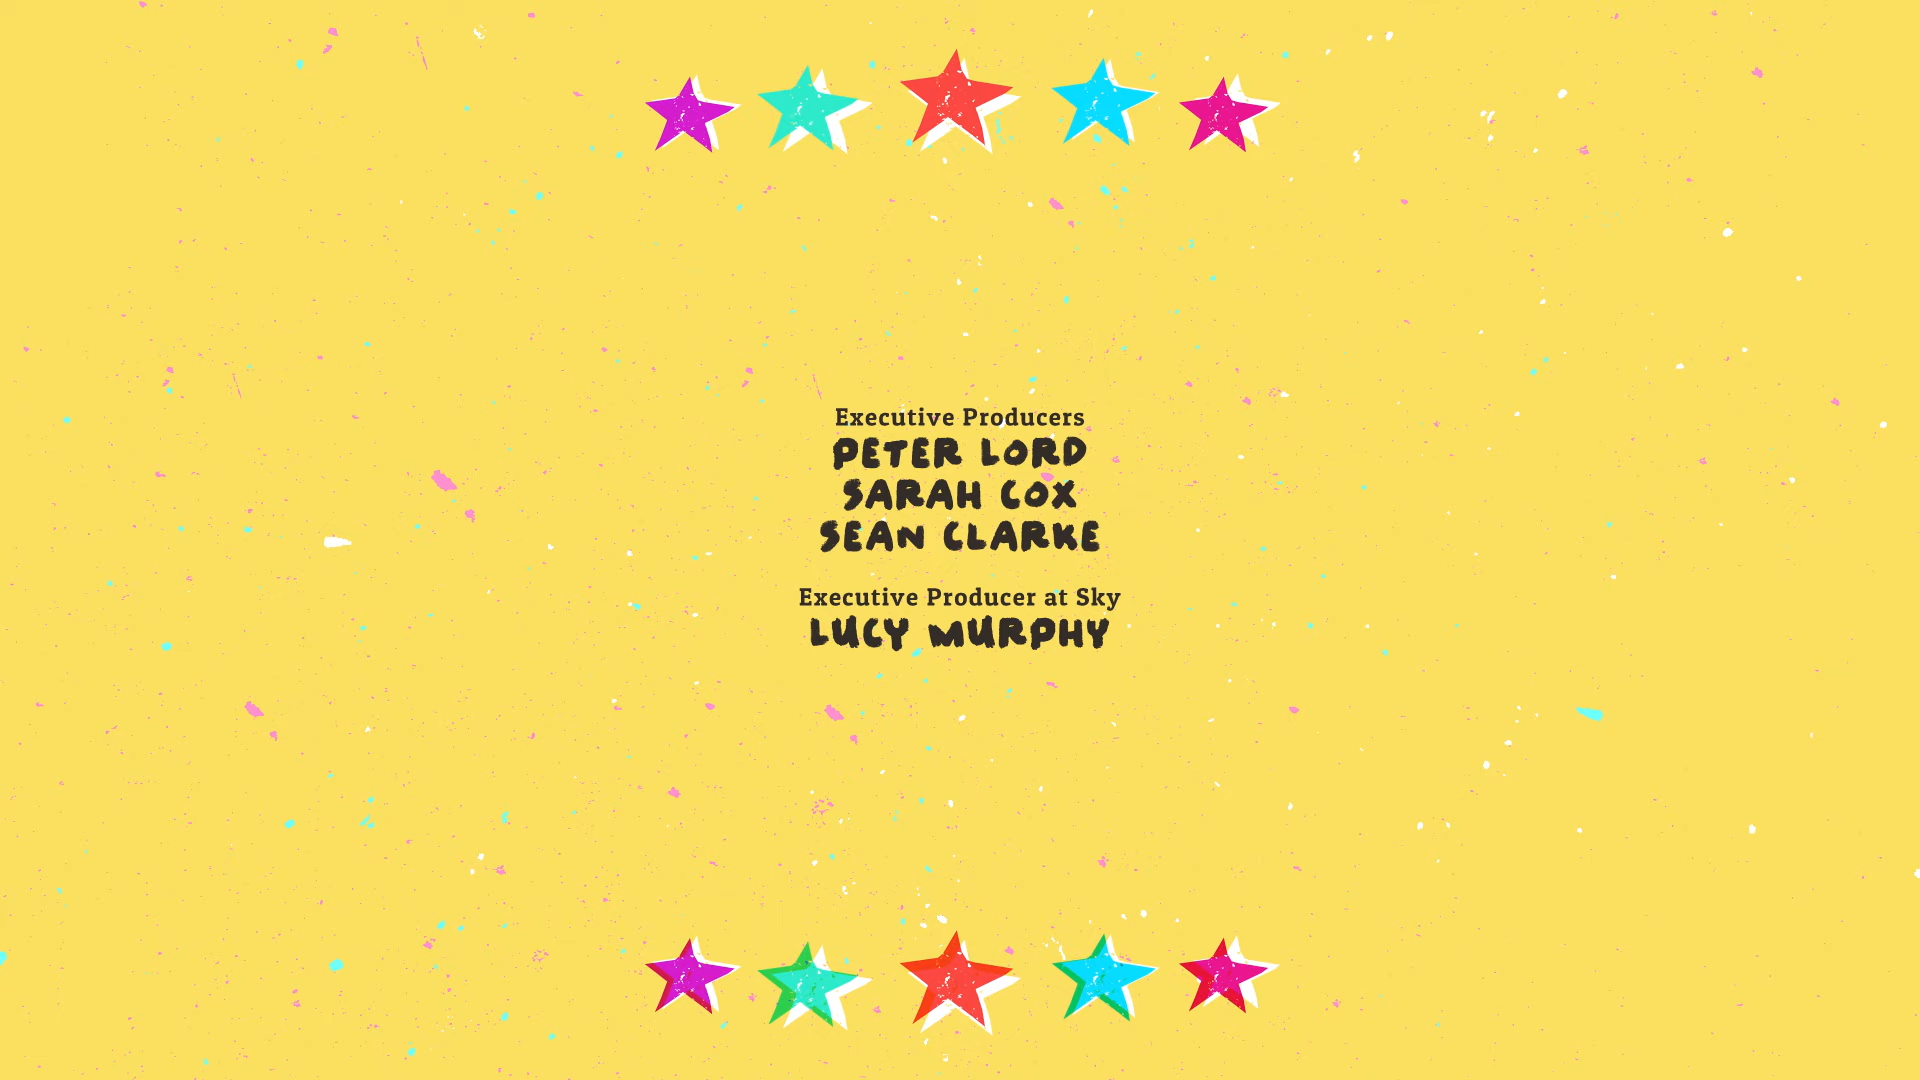 Executive Producers
PETER LORD
SARAH COX
SEAN CLARKE
Executive Producer at Sky
LUCY MURPHY